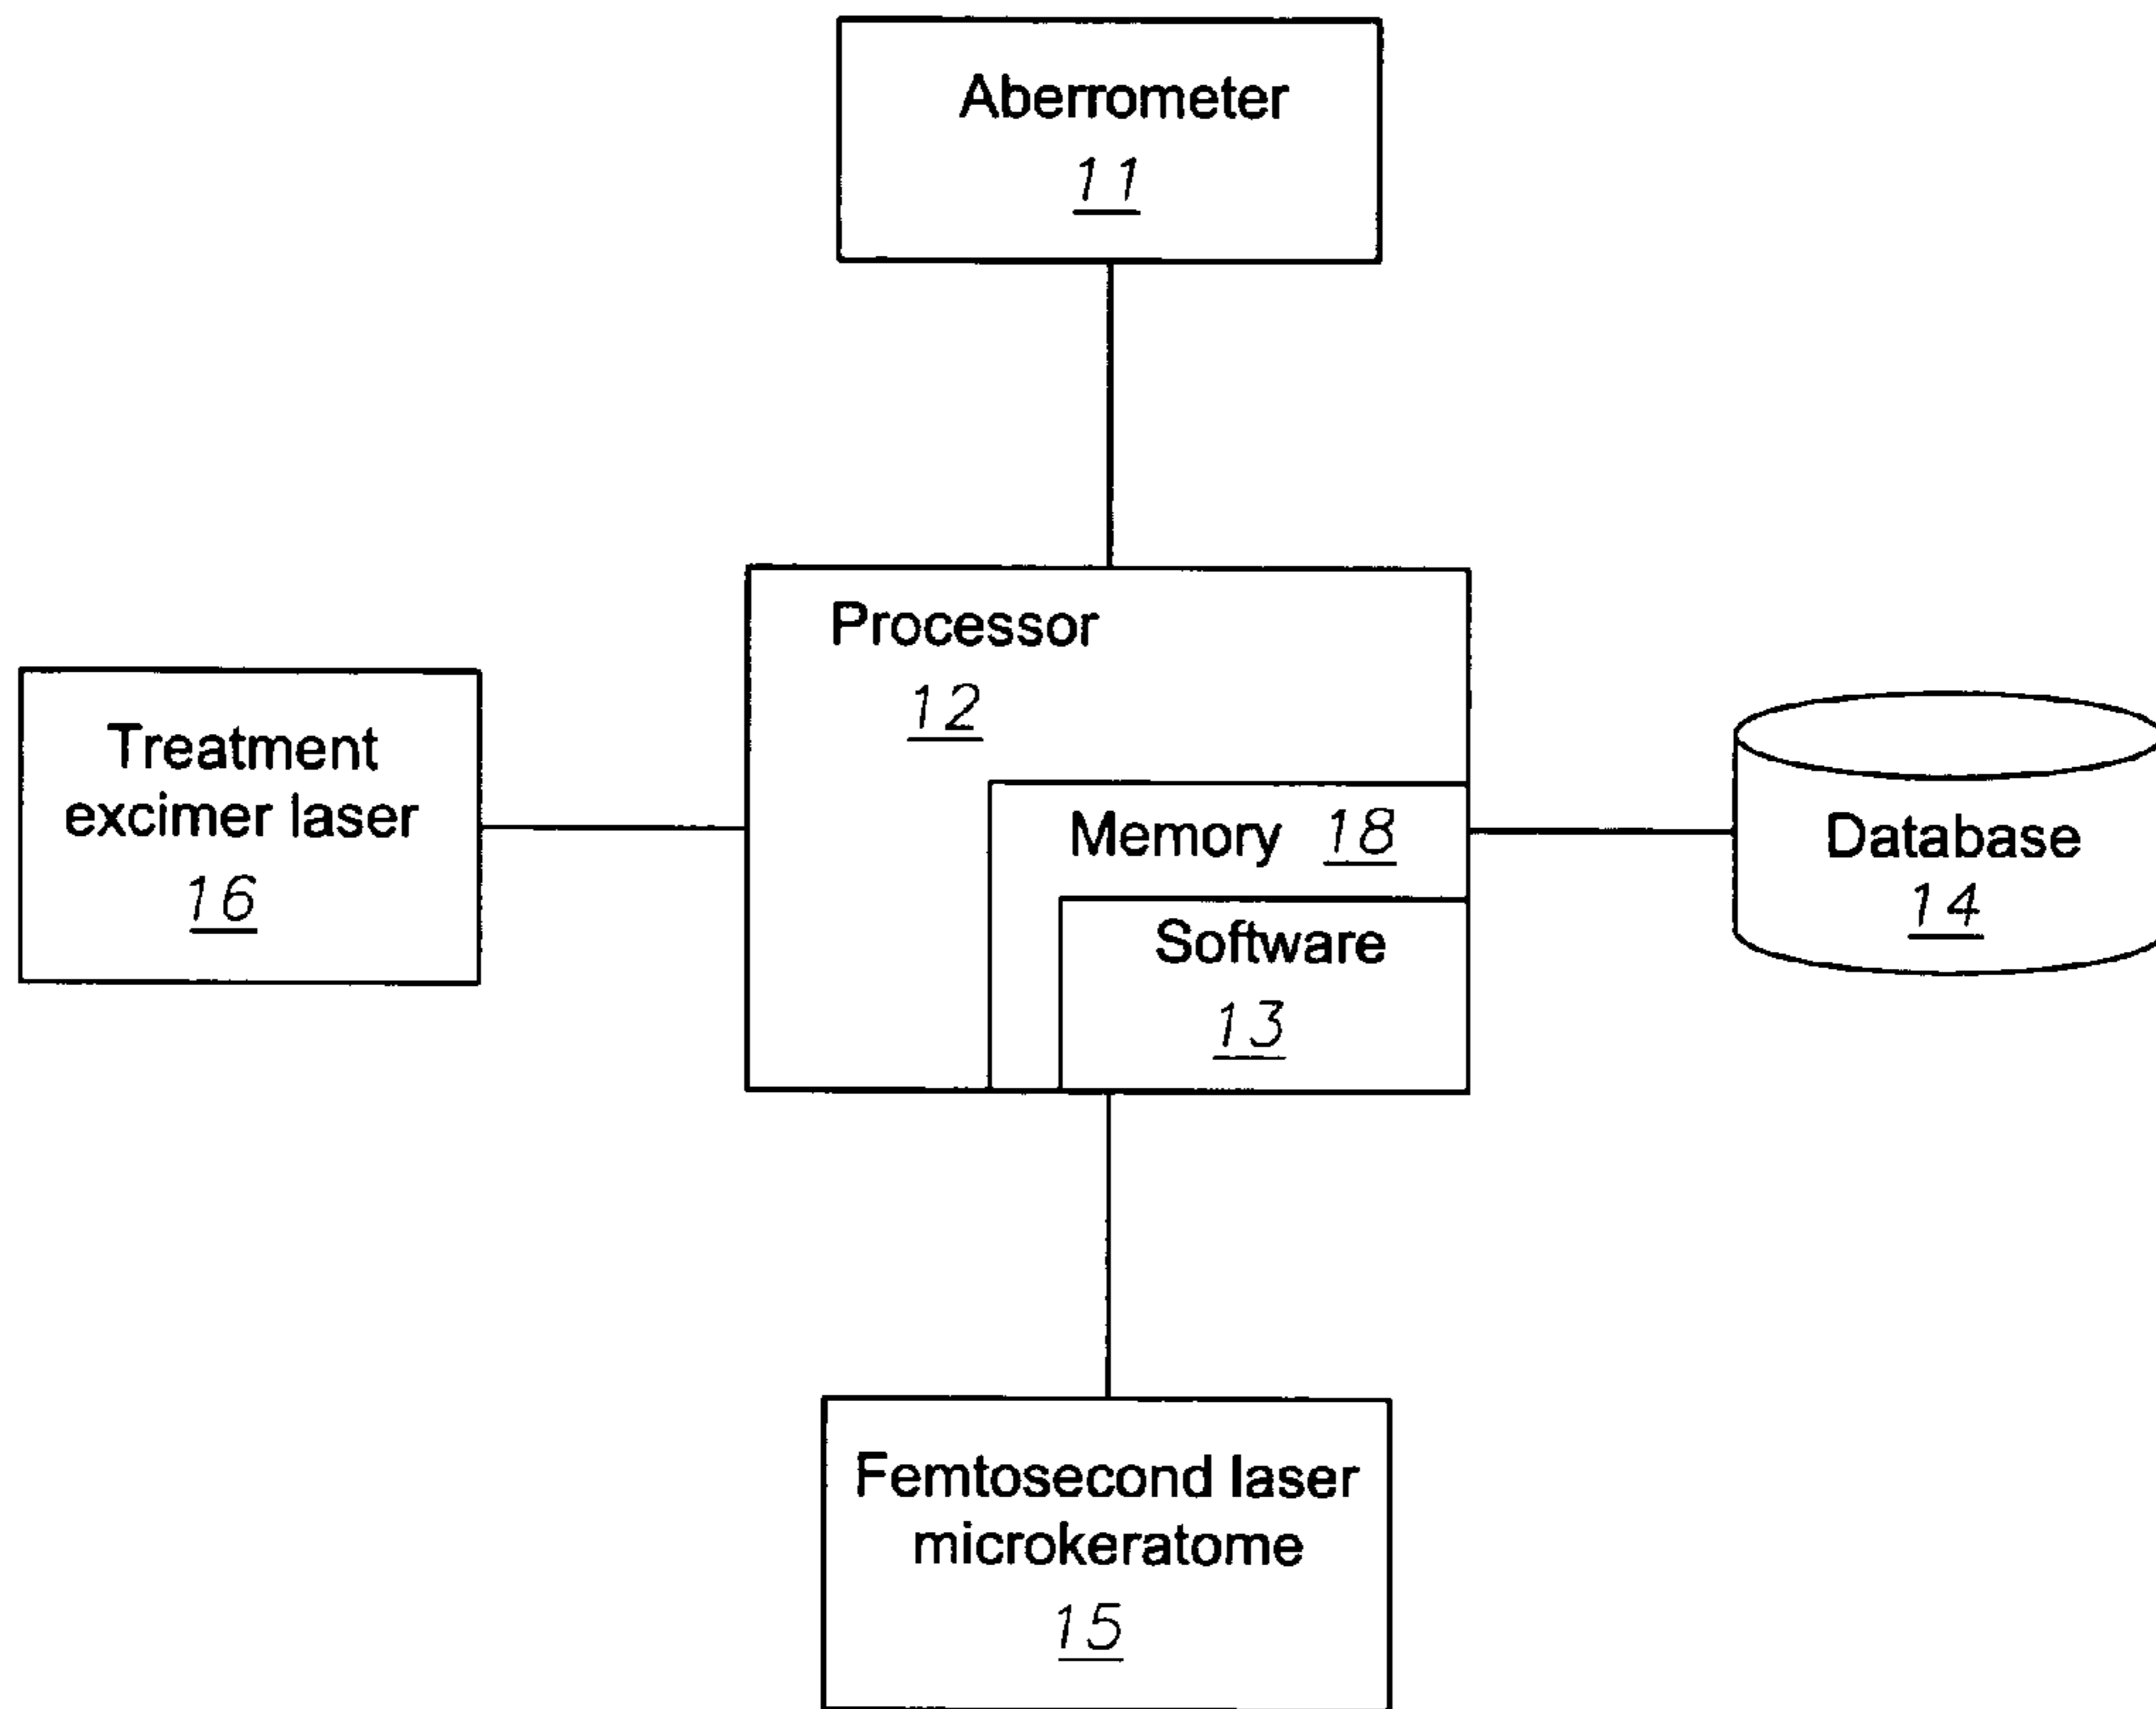 Aberrometer
11
Processor
12
Treatment
excimer laser
16
Memory 18
Database
14
Software
13
Femtosecond laser
microkeratome
15